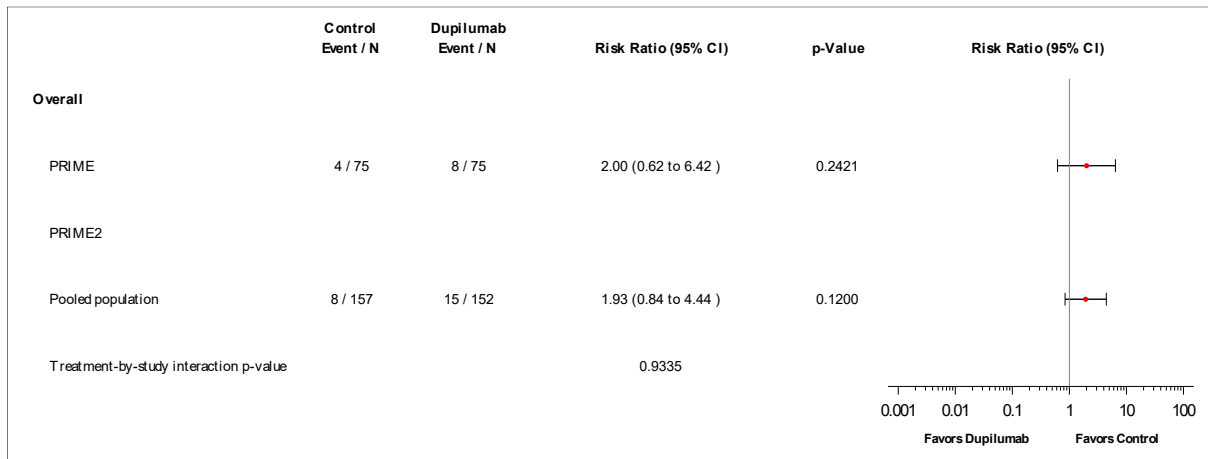 Control Dupilumab
Event / N Event / N Risk Ratio (95% CI) p-Value Risk Ratio (95% CI)
Overall
PRIME 4 / 75 8 / 75 2.00 (0.62 to 6.42 ) 0.2421
PRIME2
Pooled population 8 / 157 15 / 152 1.93 (0.84 to 4.44 ) 0.1200
Treatment-by-study interaction p-value 0.9335
0.001 0.01 0.1 1 10 100
Favors Dupilumab Favors Control